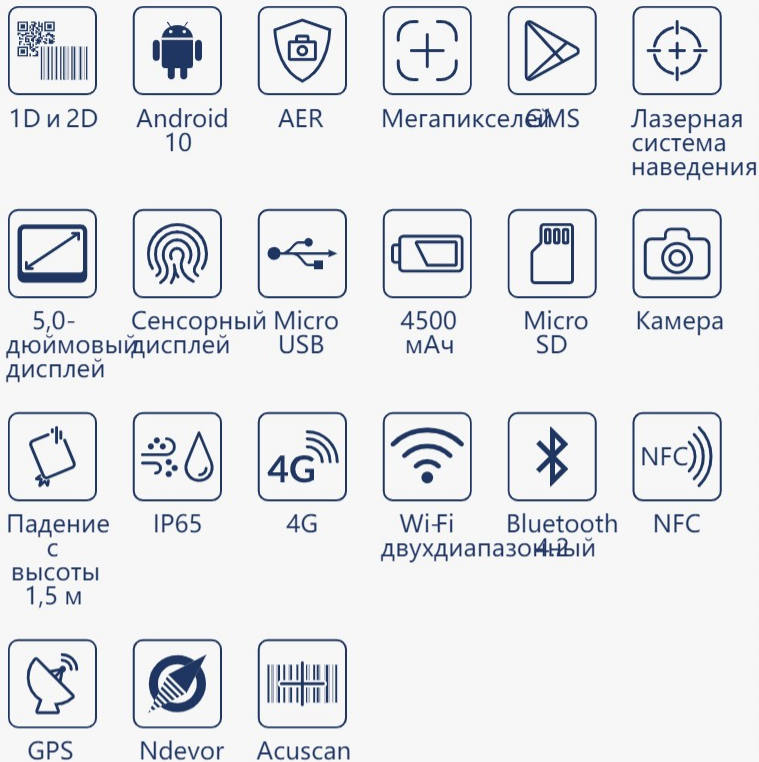 1D и 2D
Android
10
AER
Мегапикселей
GMS
Лазерная
система
наведения
5,0-
дюймовый
дисплей
Сенсорный
дисплей
Micro
USB
4500
мАч
Micro
SD
Камера
Падение
с
высоты
1,5 м
IP65
4G
4G
Wi-Fi
двухдиапазонный
Bluetooth
4.2
NFC
NFC
GPS
Ndevor
Acuscan